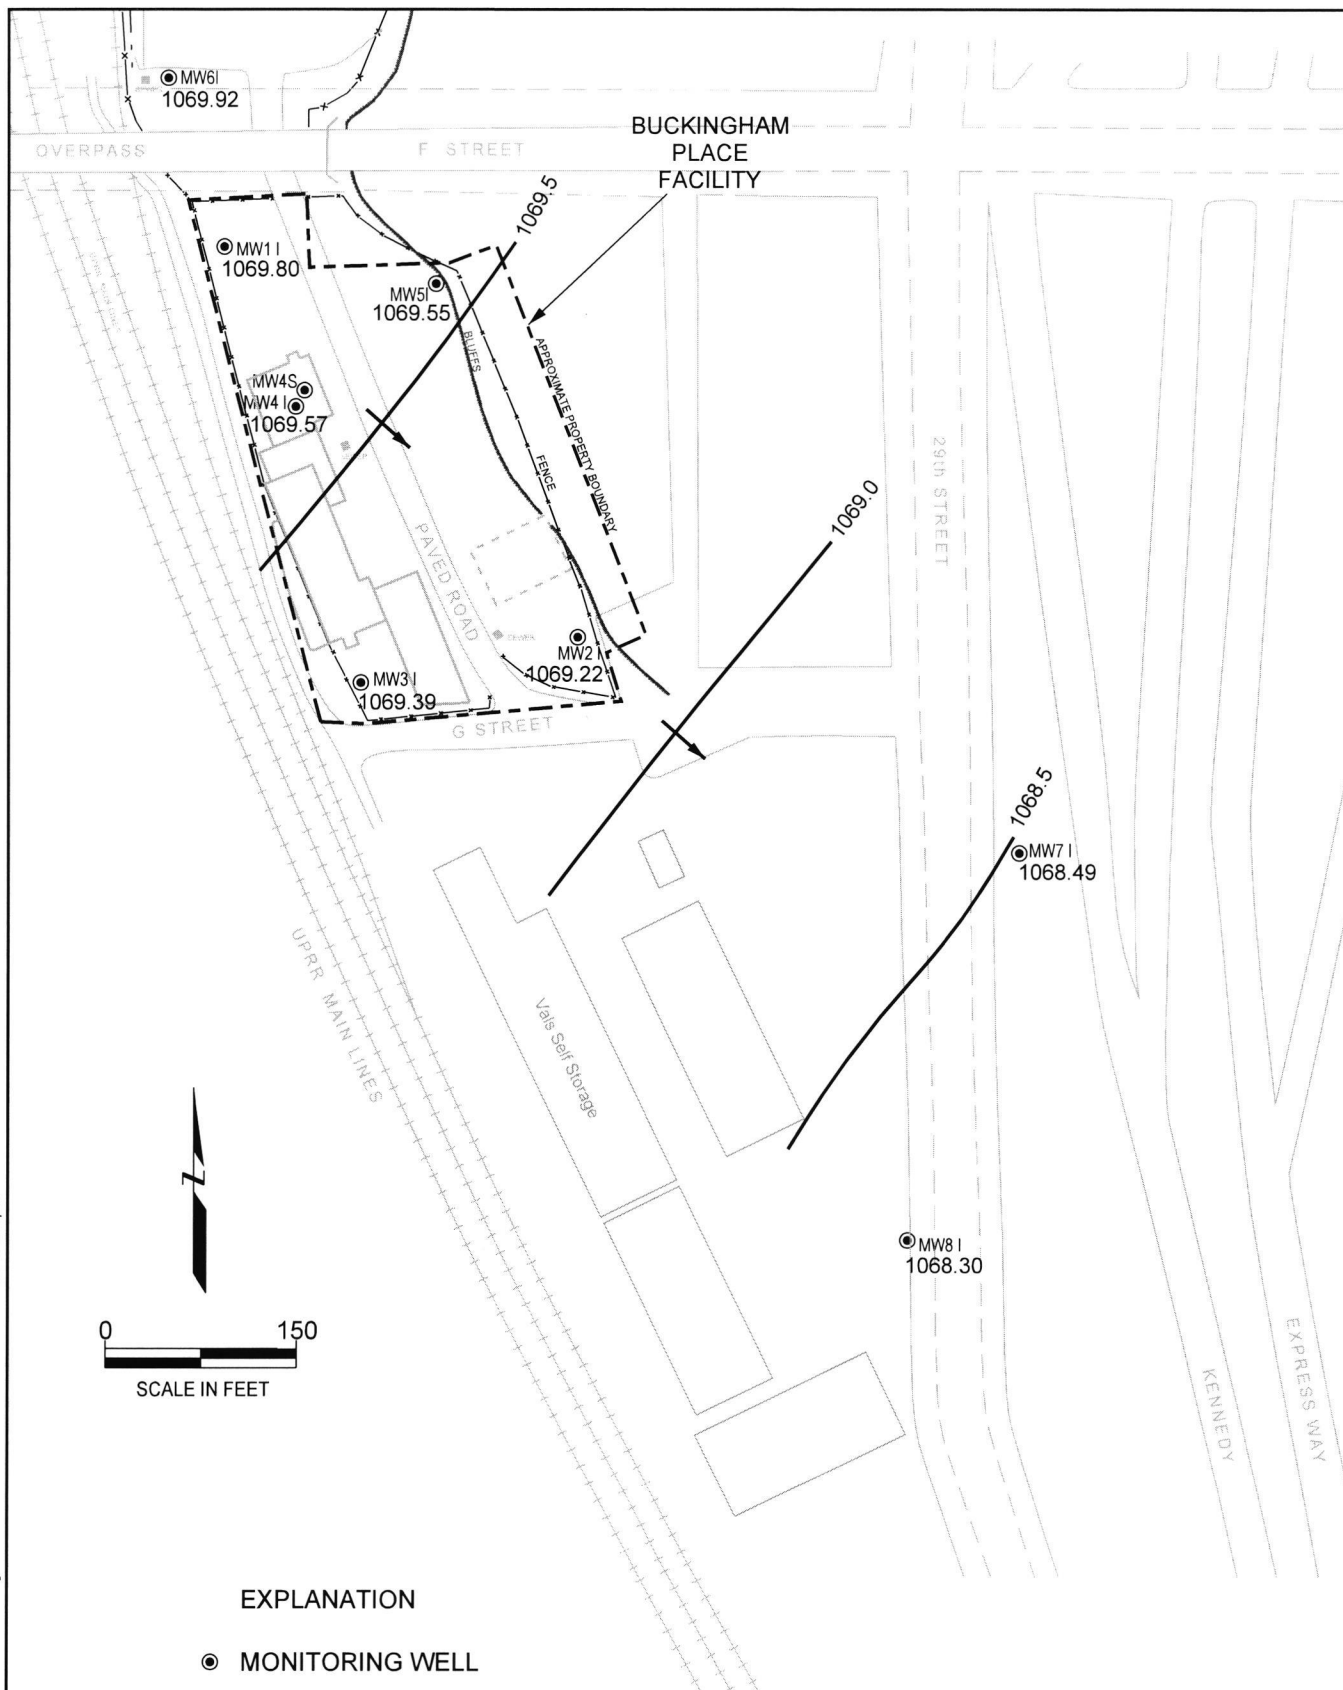 MW6I
1069.92
OVERPASS
F STREET
BUCKINGHAM
PLACE
FACILITY
1069.5
MW1 I
1069.80
MW5I
1069.55
BLUFFS
APPROXIMATE PROPERTY BOUNDARY
MW4S
MW4 I
1069.57
FENCE
29th STREET
1069.0
PAVED ROAD
MW2 I
1069.22
MW3 I
1069.39
G STREET
1068.5
MW7 I
1068.49
UPRR MAIN LINES
Vals Self Storage
MW8 I
1068.30
Z
0 150
SCALE IN FEET
KENNEDY
EXPRESS WAY
EXPLANATION
MONITORING WELL